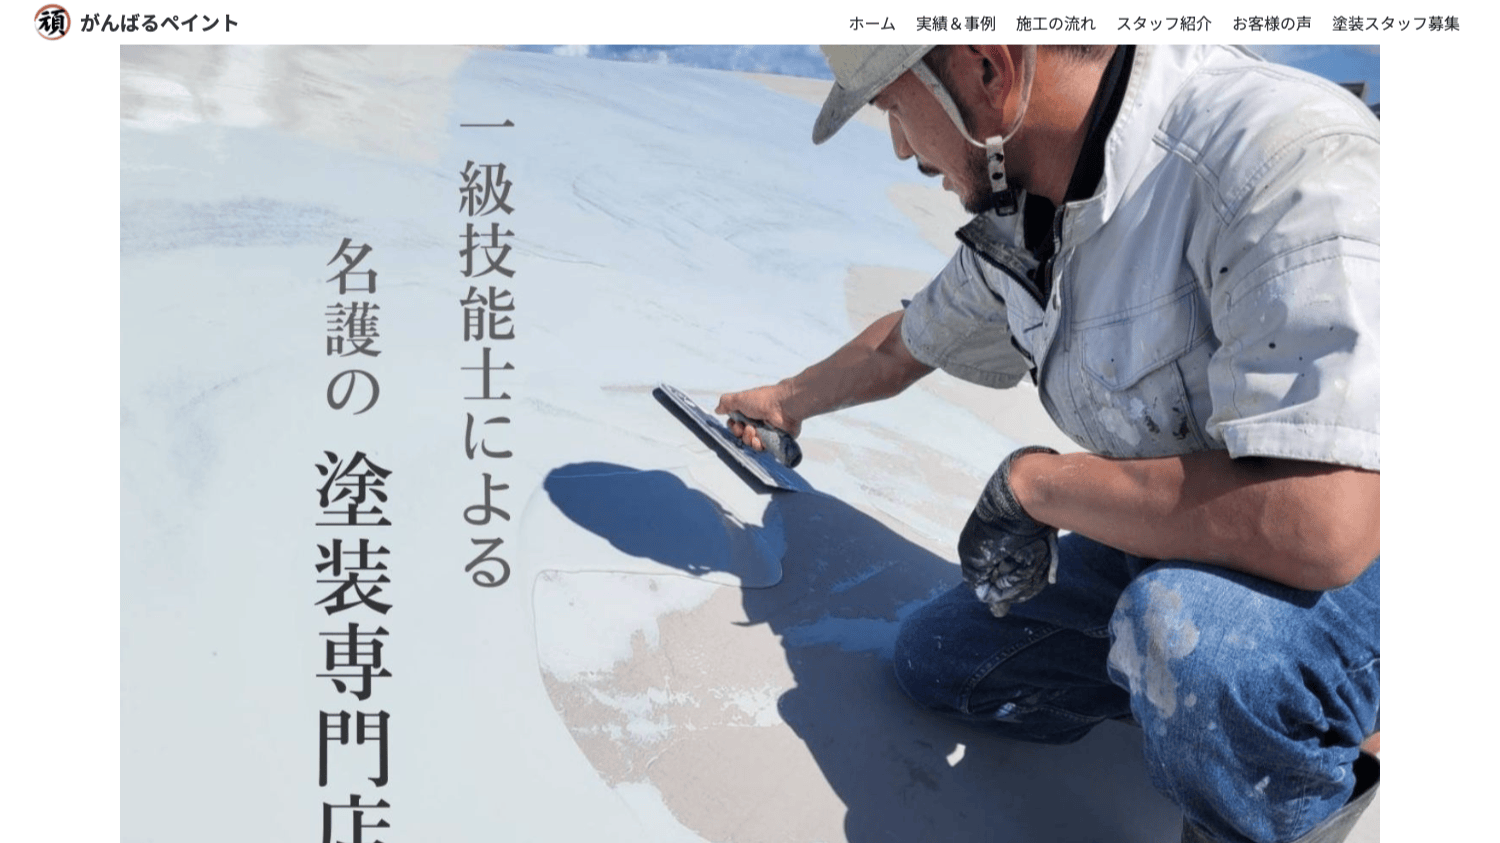 頑 がんばるペイント
ホーム 実績＆事例 施工の流れ スタッフ紹介 お客様の声 塗装スタッフ募集
一級技能士による
名護の 塗装専門店